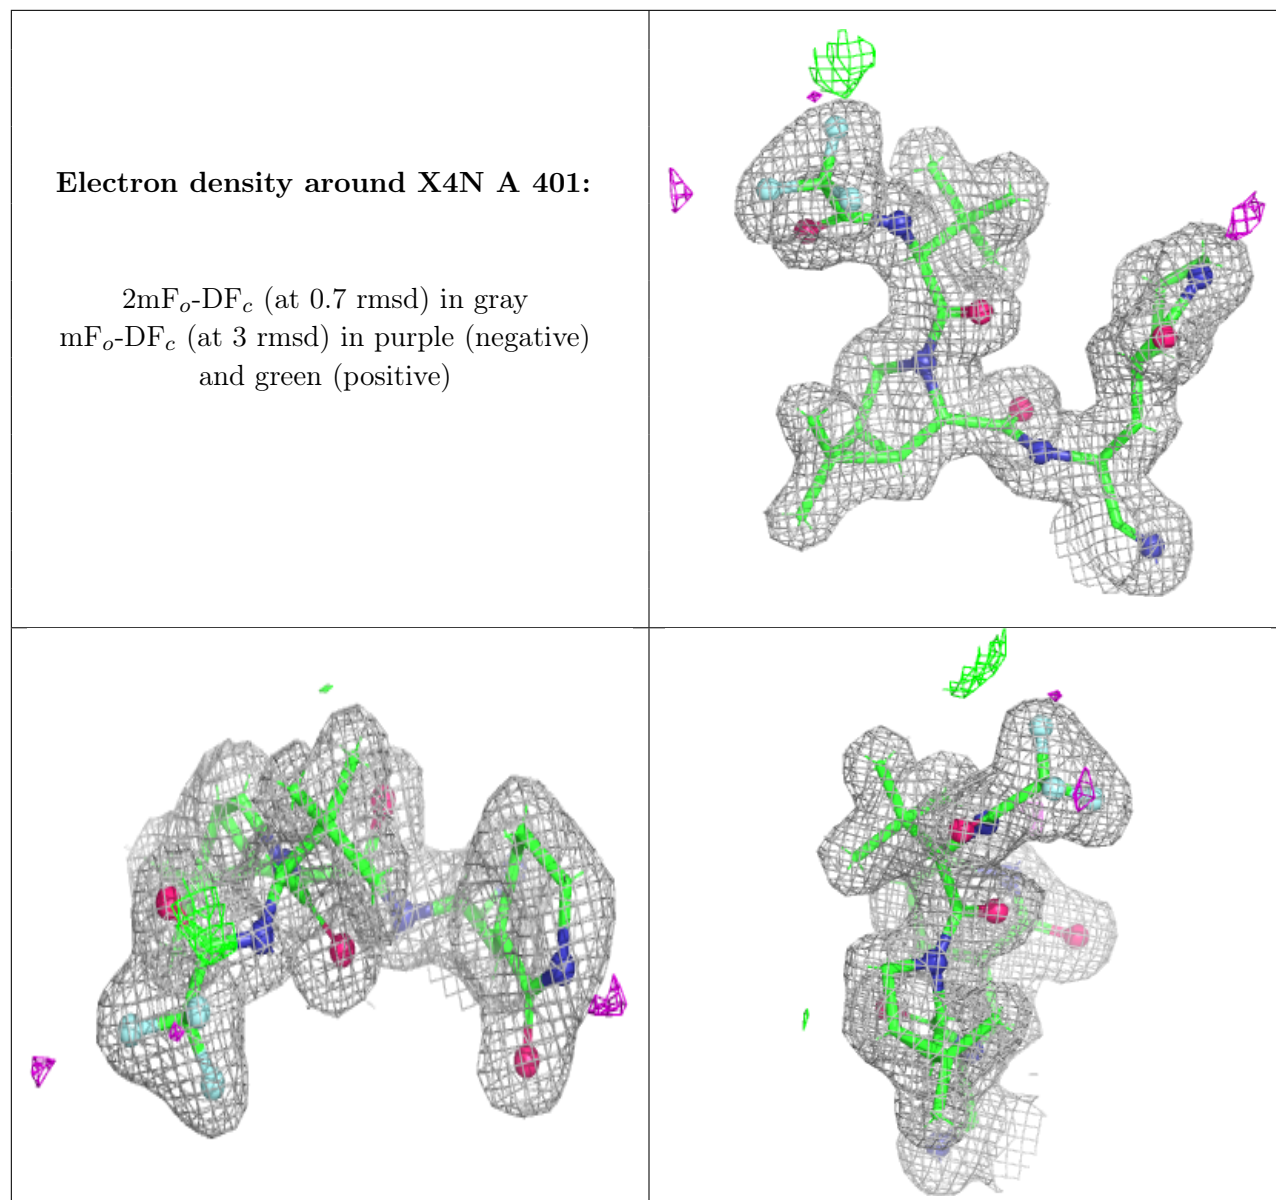 Electron density around X4N A 401:
2mFo-DFc (at 0.7 rmsd) in gray
mFo-DFc (at 3 rmsd) in purple (negative)
and green (positive)